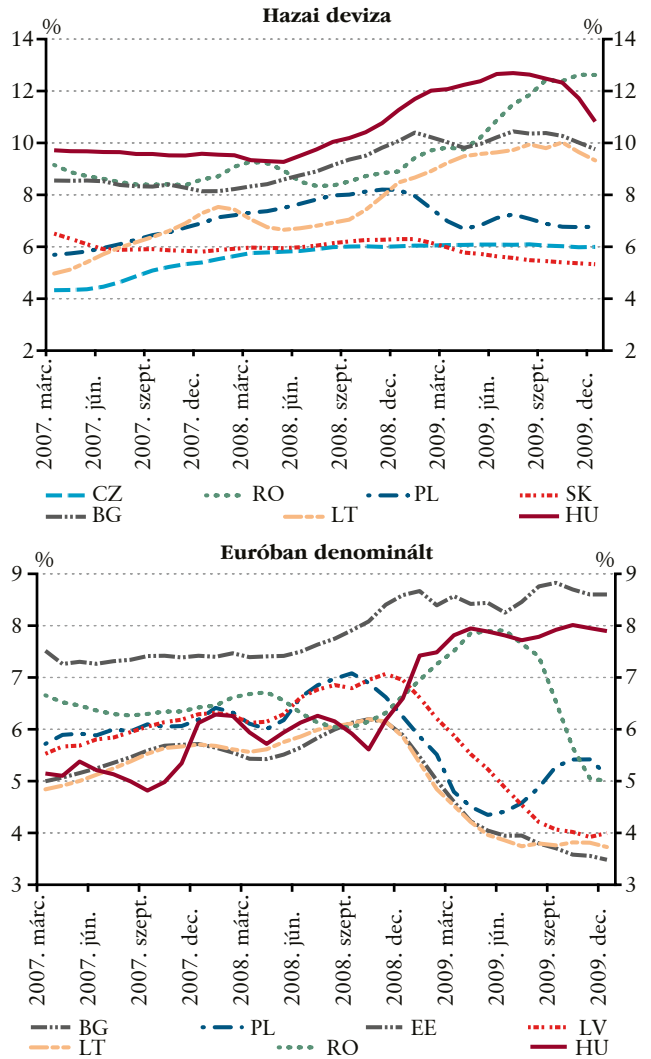 Hazai deviza
% %
14 14
12 12
10 10
8 8
6 6
4 4
2 2
2007. márc.
2007. jún.
2007. szept.
2007. dec.
2008. márc.
2008. jún.
2008. szept.
2008. dec.
2009. márc.
2009. jún.
2009. szept.
2009. dec.
CZ RO PL SK
BG LT HU
Euróban denominált
% %
9 9
8 8
7 7
6 6
5 5
4 4
3 3
2007. márc.
2007. jún.
2007. szept.
2007. dec.
2008. márc.
2008. jún.
2008. szept.
2008. dec.
2009. márc.
2009. jún.
2009. szept.
2009. dec.
BG PL EE LV
LT RO HU